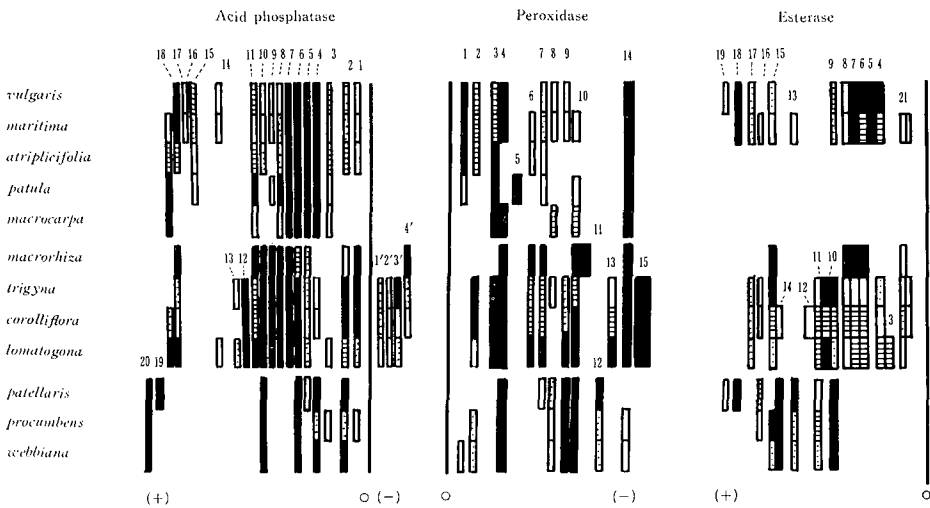 Acid phosphatase Peroxidase Esterase
18 17 16 15 14 11 10 9 8 7 6 5 4 3 2 1 1 2 3 4 7 8 9 14 19 18 17 16 15 9 8 7 6 5 4
vulgaris 6 10 13 21
maritima
atriplicifolia 5
patula
macrocarpa 4' 11
macrorhiza 13 12 1' 2' 3' 13 15 11 10
trigyna 14 12
corolliflora 3
lomatogona
20 19 12
patellaris
procumbens
webbiana
(+) O (−) O (−) (+) O